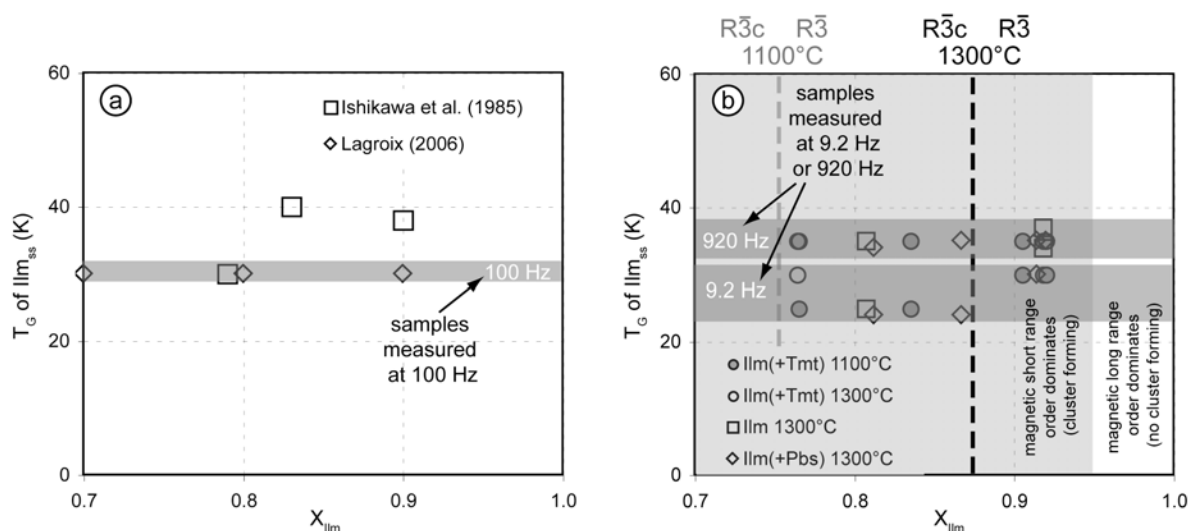 a
Ishikawa et al. (1985)
Lagroix (2006)
100 Hz
samples
measured
at 100 Hz
T_G of Ilm_ss (K)
60
40
20
0
0.7
0.8
0.9
1.0
X_Ilm
R3̄c R3̄
1100°C
R3̄c R3̄
1300°C
b
samples
measured
at 9.2 Hz
or 920 Hz
920 Hz
9.2 Hz
Ilm(+Tmt) 1100°C
Ilm(+Tmt) 1300°C
Ilm 1300°C
Ilm(+Pbs) 1300°C
magnetic short range
order dominates
(cluster forming)
magnetic long range
order dominates
(no cluster forming)
T_G of Ilm_ss (K)
60
40
20
0
0.7
0.8
0.9
1.0
X_Ilm